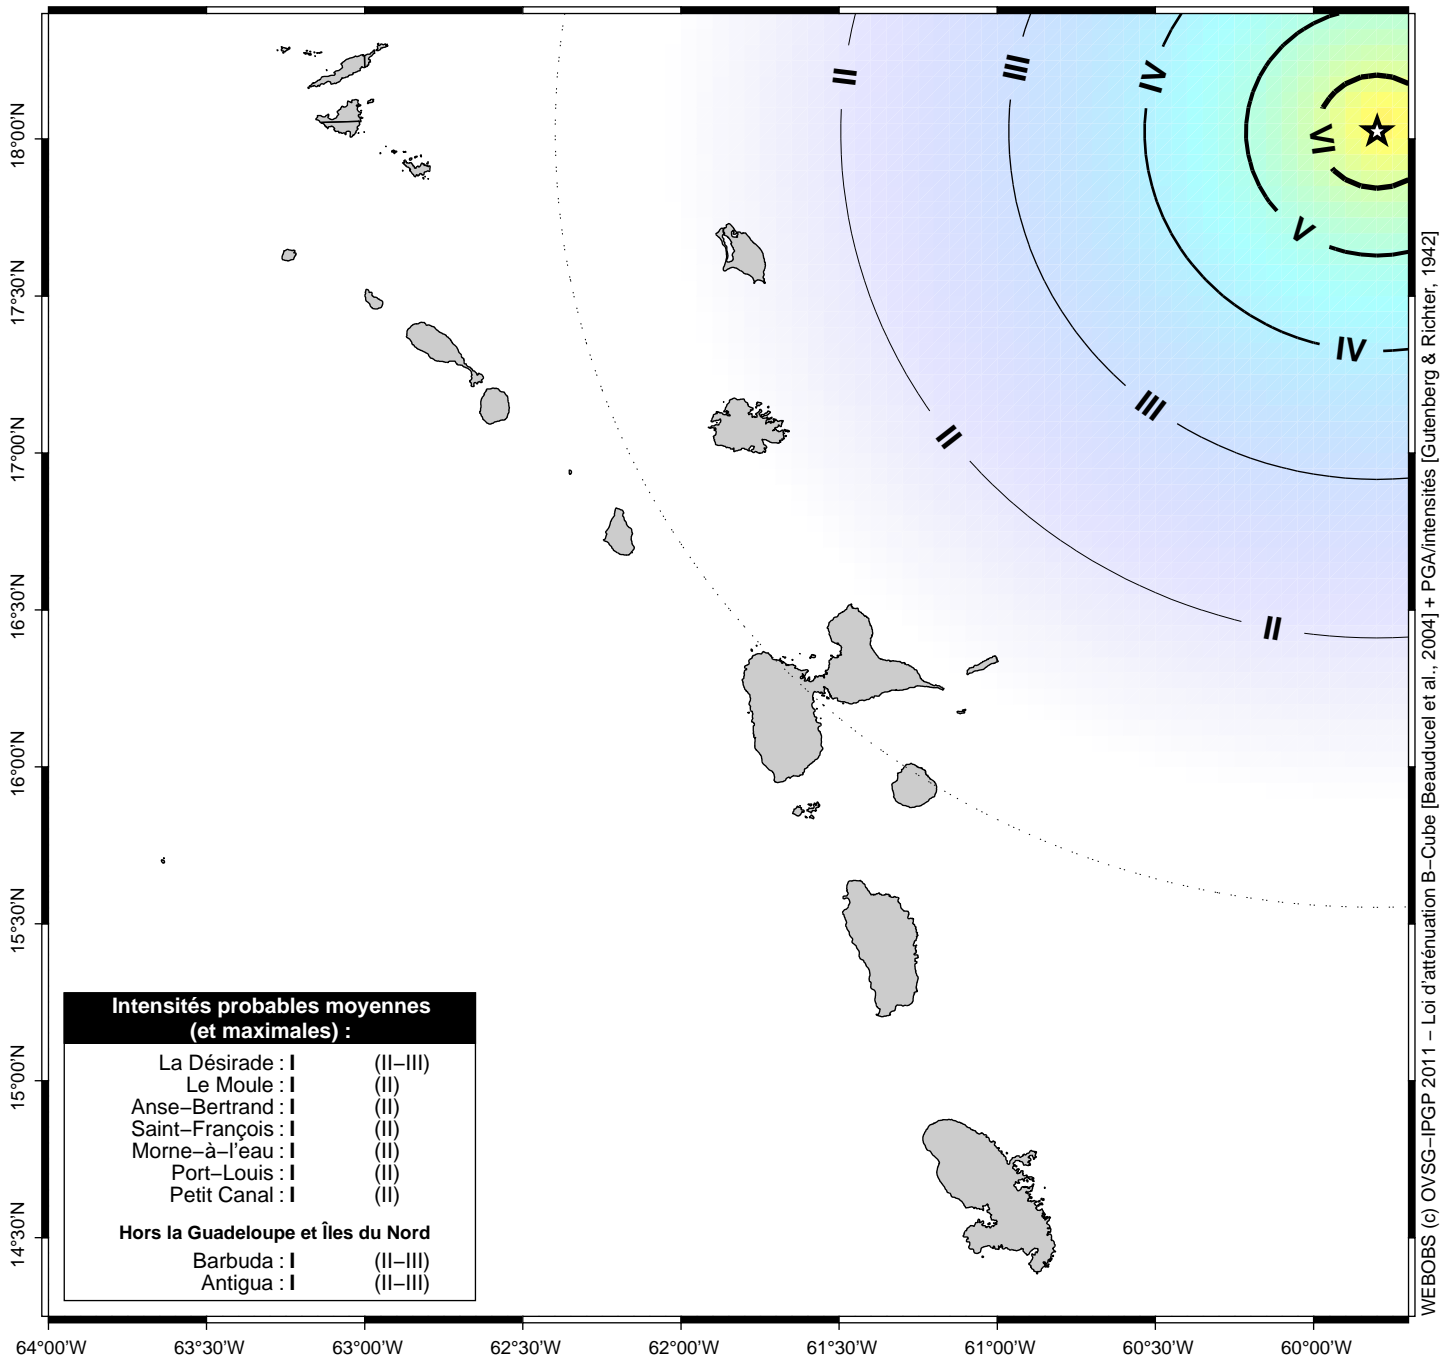 II
III
IV
VI
V
IV
III
II
II
18°00'N
17°30'N
17°00'N
16°30'N
16°00'N
15°30'N
15°00'N
14°30'N
Intensités probables moyennes
(et maximales) :
La Désirade : I (II−III)
Le Moule : I (II)
Anse−Bertrand : I (II)
Saint−François : I (II)
Morne−à−l'eau : I (II)
Port−Louis : I (II)
Petit Canal : I (II)
Hors la Guadeloupe et Îles du Nord
Barbuda : I (II−III)
Antigua : I (II−III)
64°00'W 63°30'W 63°00'W 62°30'W 62°00'W 61°30'W 61°00'W 60°30'W 60°00'W
WEBOBS (c) OVSG−IPGP 2011 − Loi d'atténuation B−Cube [Beauducel et al., 2004] + PGA/intensités [Gutenberg & Richter, 1942]